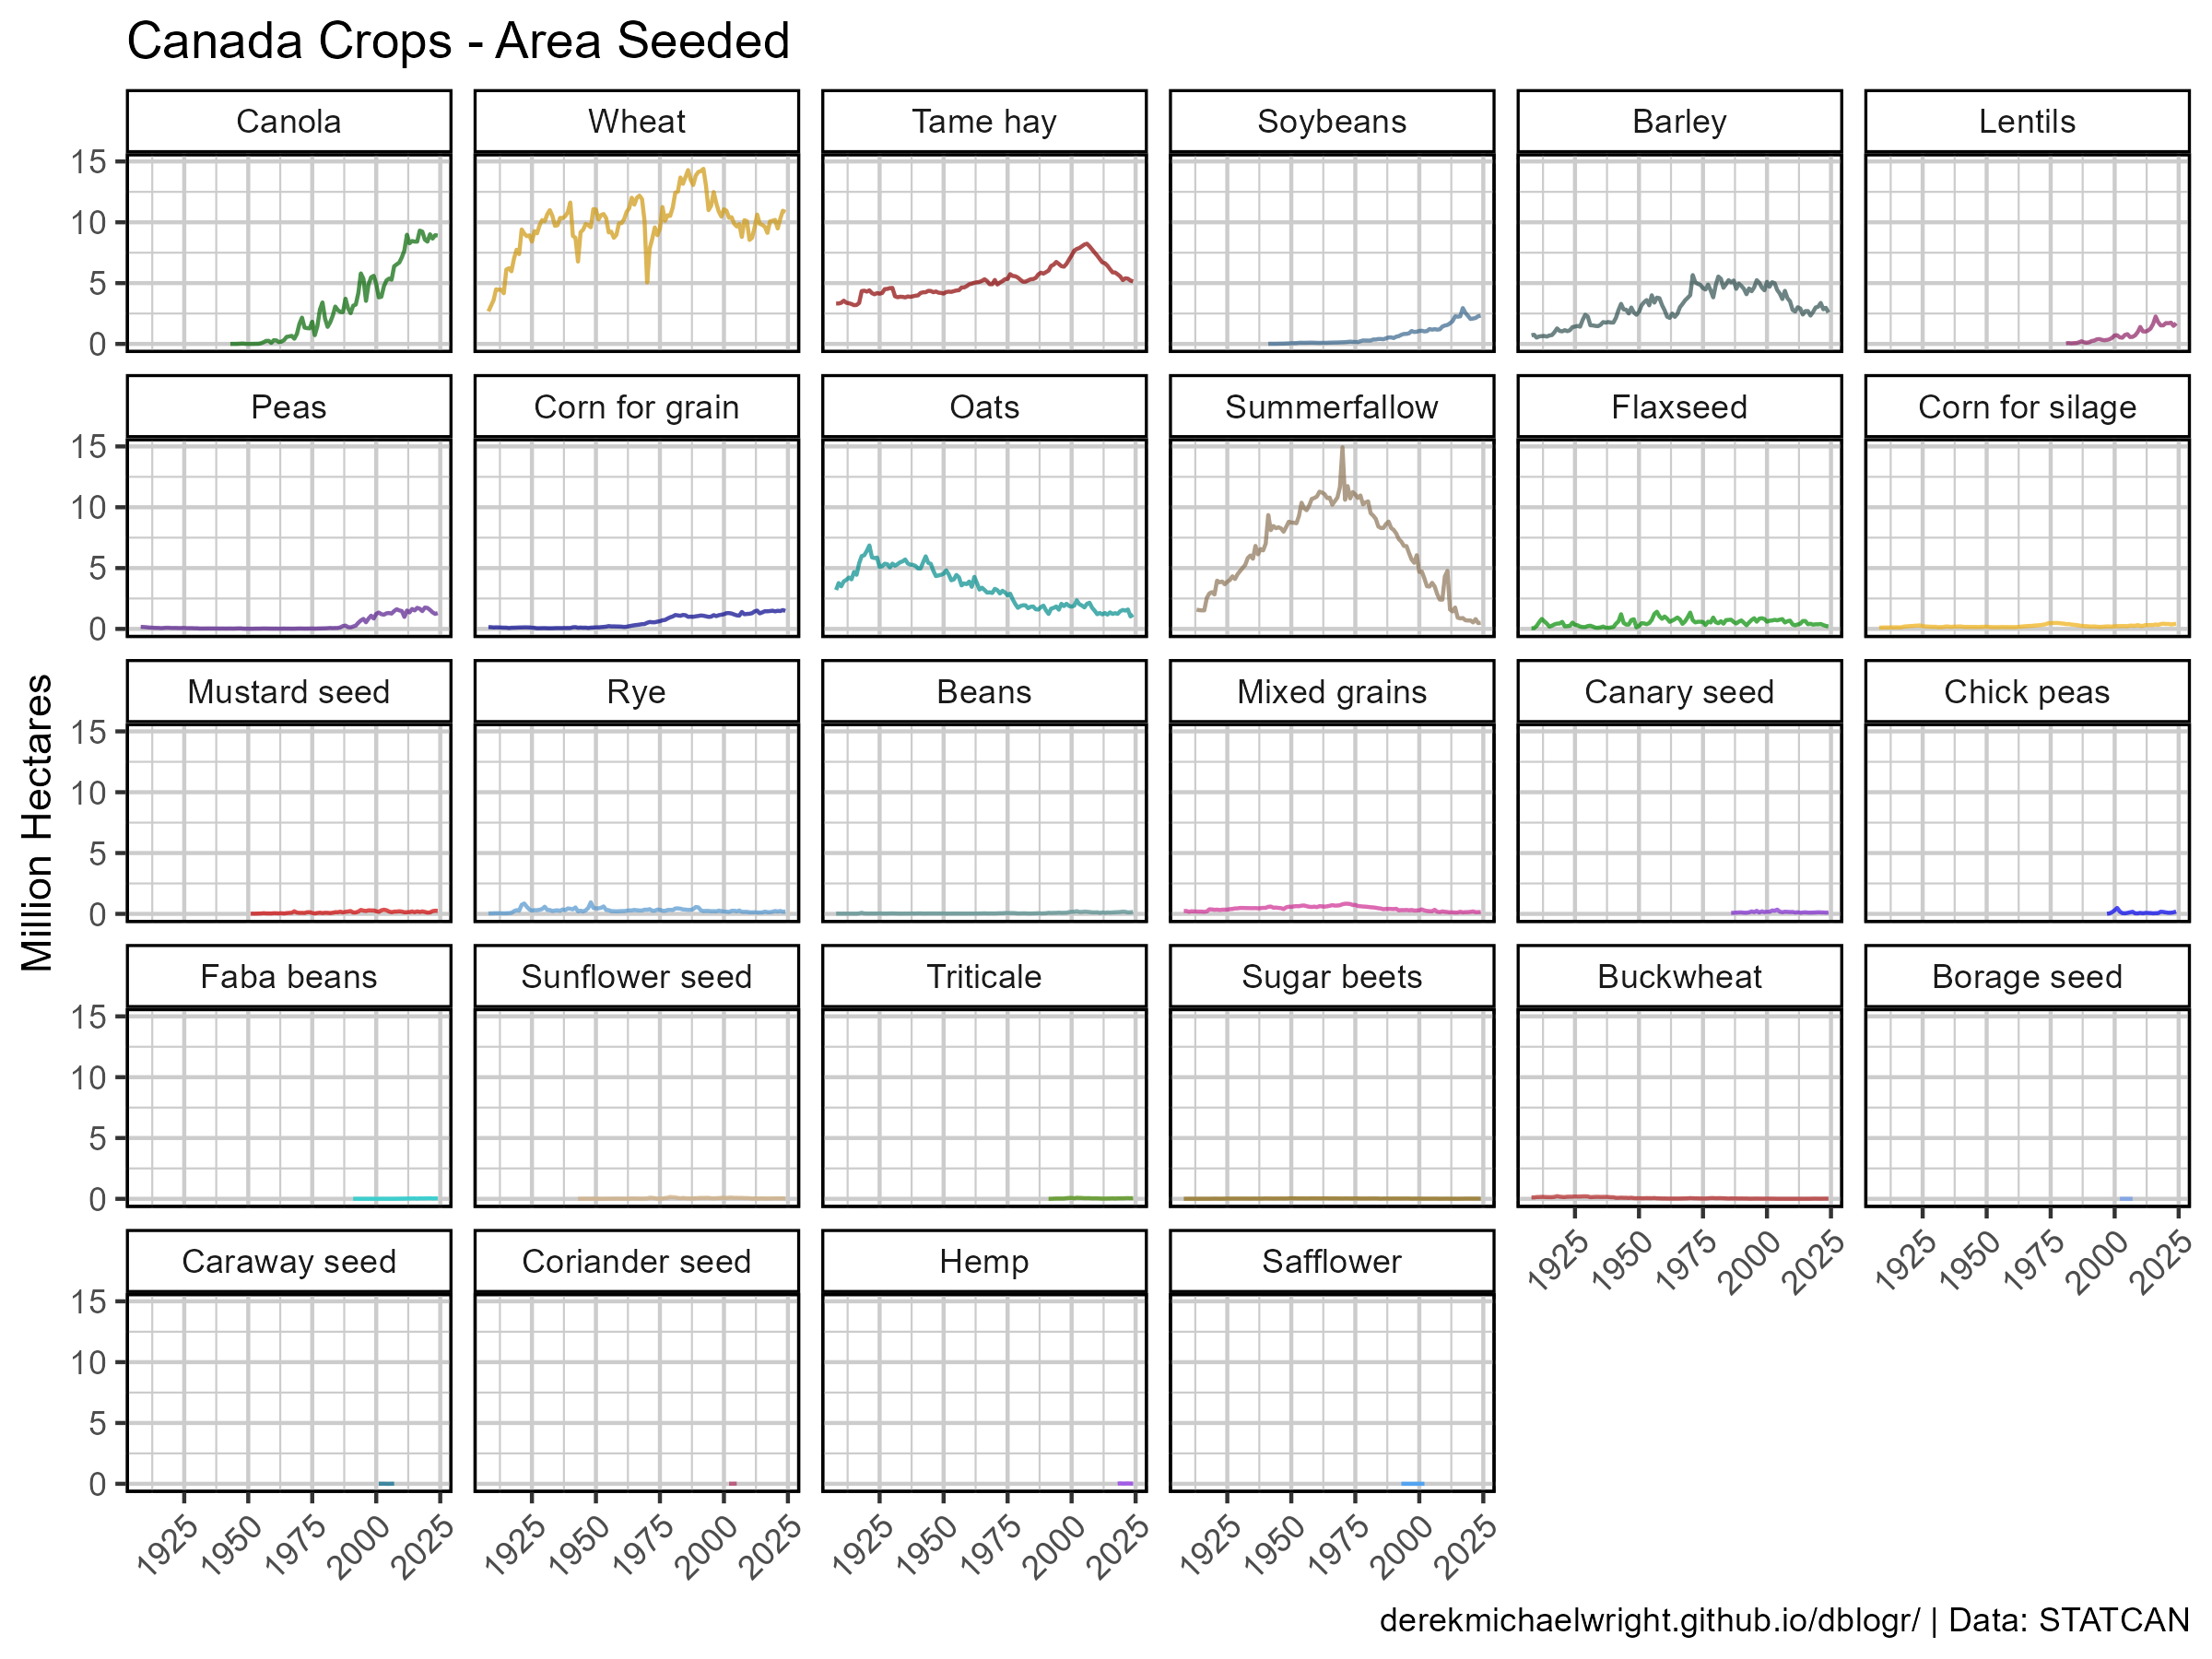 Canada Crops - Area Seeded
Canola Wheat Tame hay Soybeans Barley Lentils
15
10
5
0
Peas Corn for grain Oats Summerfallow Flaxseed Corn for silage
15
10
5
0
Million Hectares
Mustard seed Rye Beans Mixed grains Canary seed Chick peas
15
10
5
0
Faba beans Sunflower seed Triticale Sugar beets Buckwheat Borage seed
15
10
5
0
1925 1950 1975 2000 2025 1925 1950 1975 2000 2025
Caraway seed Coriander seed Hemp Safflower
15
10
5
0
1925 1950 1975 2000 2025 1925 1950 1975 2000 2025 1925 1950 1975 2000 2025 1925 1950 1975 2000 2025
derekmichaelwright.github.io/dblogr/ | Data: STATCAN